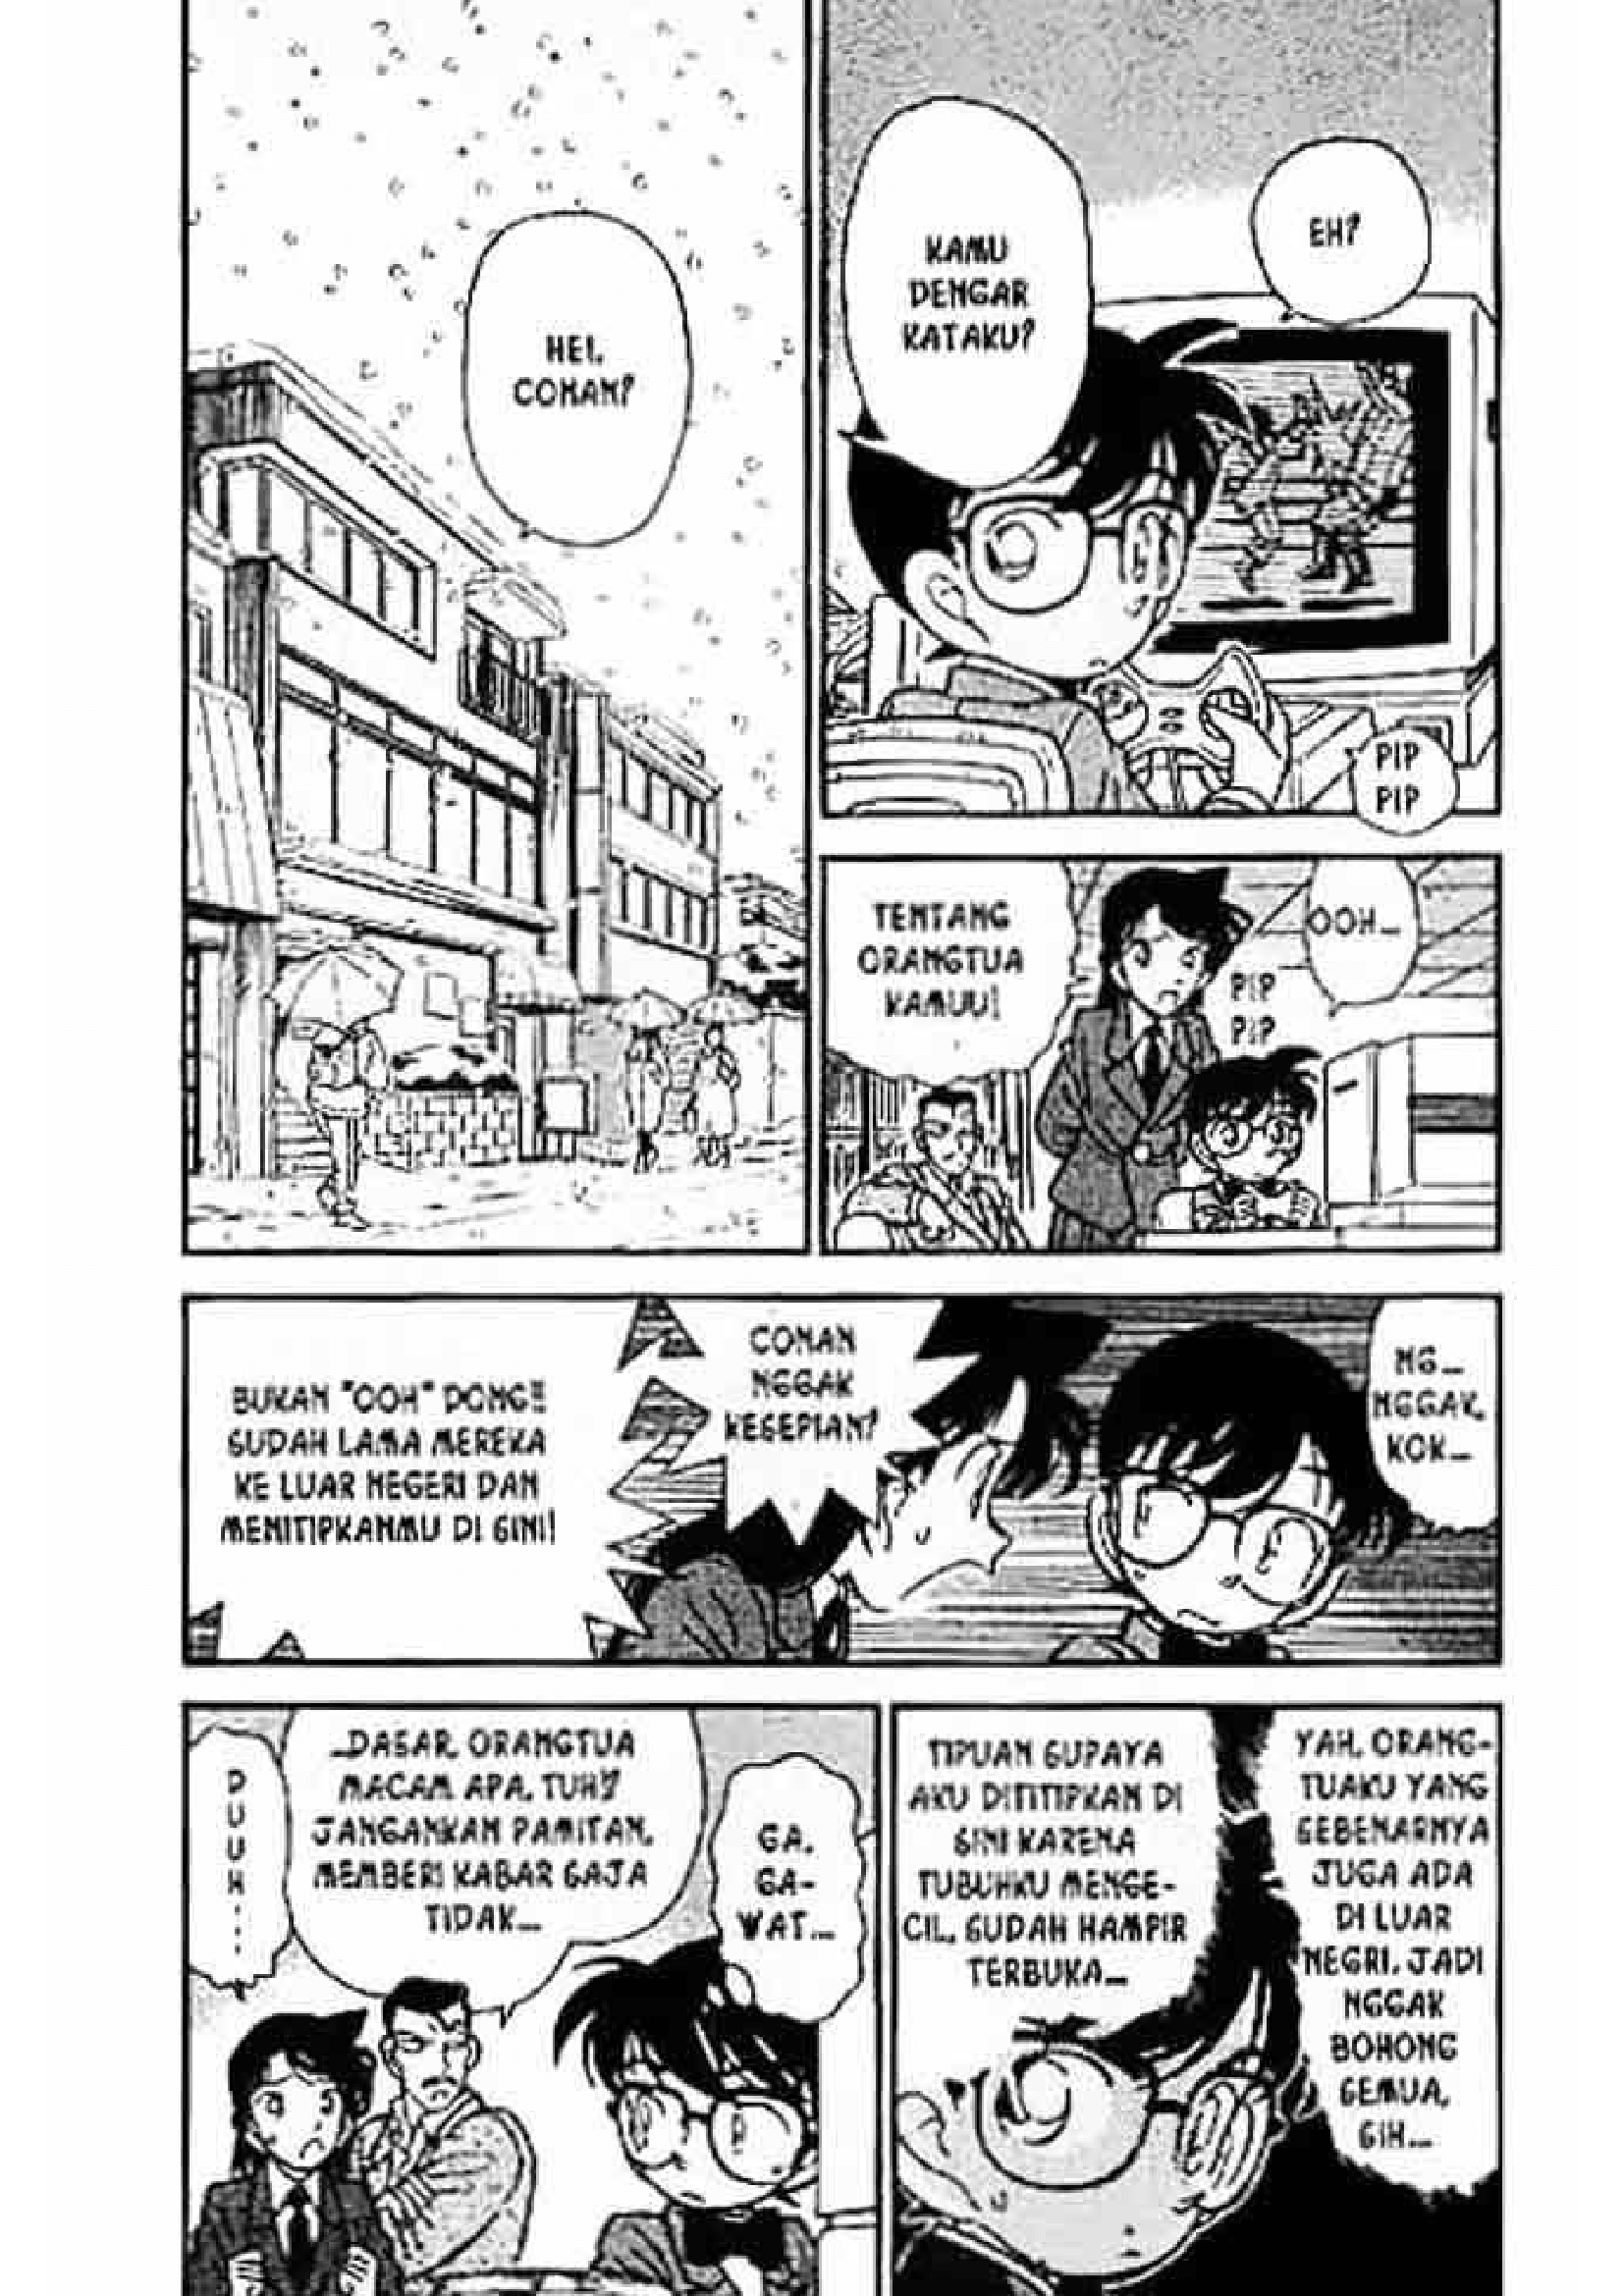 HEI,
CONAN?
KAMU
DENGAR
KATAKU?
EH?
PIP
PIP
TENTANG
ORANGTUA
KAMUU!
OOH...
PIP
PIP
BUKAN "OOH" DONG!!
SUDAH LAMA MEREKA
KE LUAR NEGERI DAN
MENITIPKANMU DI SINI!
CONAN
NGGAK
KESEPIAN?
NG...
NGGAK,
KOK...
DUUH...
...DASAR, ORANGTUA
MACAM APA, TUH?
JANGANKAN PAMITAN,
MEMBERI KABAR SAJA
TIDAK...
GA,
GA-
WAT...
TIPUAN SUPAYA
AKU DITITIPKAN DI
SINI KARENA
TUBUHKU MENGE-
CIL, SUDAH HAMPIR
TERBUKA...
YAH, ORANG-
TUAKU YANG
SEBENARNYA
JUGA ADA
DI LUAR
NEGRI. JADI
NGGAK
BOHONG
SEMUA,
SIH...